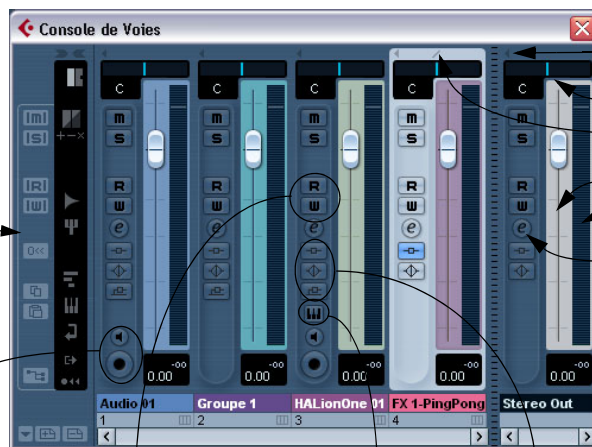 Console de Voies
C C C C C
m m m m m
S S S S S
[m]
[S]
+ − ×
R R R R R
W W W W W
[R]
[W]
e e e e e
0<<
-oo -oo -oo -oo -oo
0.00 0.00 0.00 0.00 0.00
Audio 01 Groupe 1 HALionOne 01 FX 1-PingPong Stereo Out
1 2 3 4